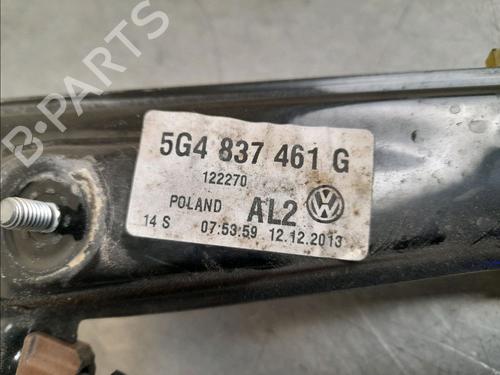 5G4 837 461 G
122270
POLAND AL2
14 S 07:53:59 12.12.2013
B-PARTS